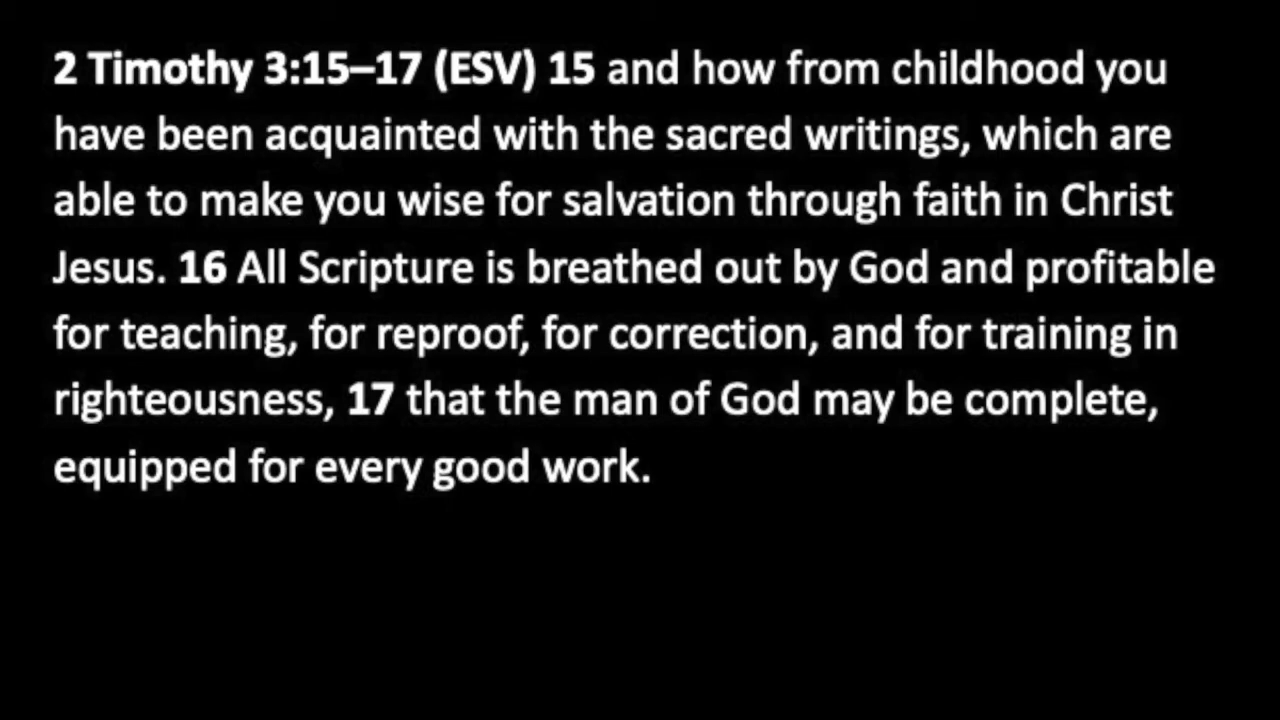 2 Timothy 3:15–17 (ESV) 15 and how from childhood you
have been acquainted with the sacred writings, which are
able to make you wise for salvation through faith in Christ
Jesus. 16 All Scripture is breathed out by God and profitable
for teaching, for reproof, for correction, and for training in
righteousness, 17 that the man of God may be complete,
equipped for every good work.